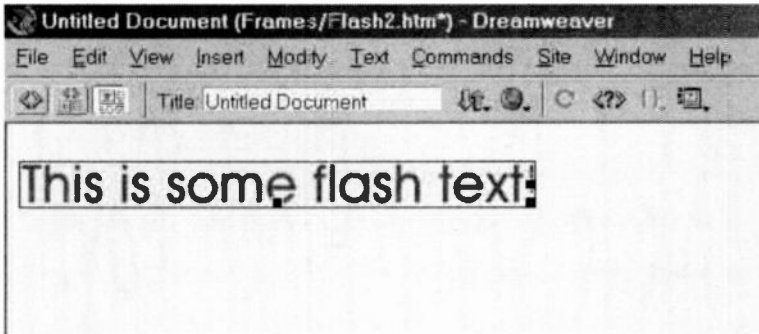 Untitled Document (Frames/Flash2.htm*) - Dreamweaver
File Edit View Insert Modify Text Commands Site Window Help
Title: Untitled Document
This is some flash text!